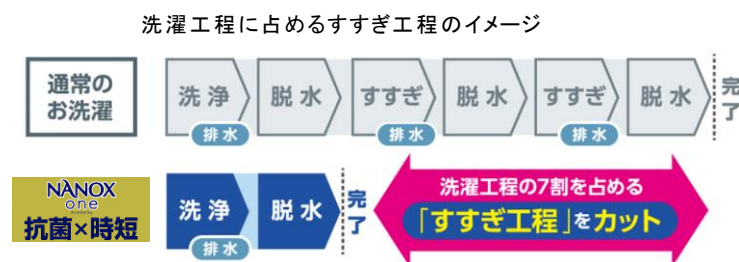 洗濯工程に占めるすすぎ工程のイメージ
通常の
お洗濯
洗浄
脱水
すすぎ
脱水
すすぎ
脱水
完了
排水
排水
排水
NANOX
one
抗菌×時短
洗浄
脱水
完了
排水
洗濯工程の7割を占める
「すすぎ工程」をカット